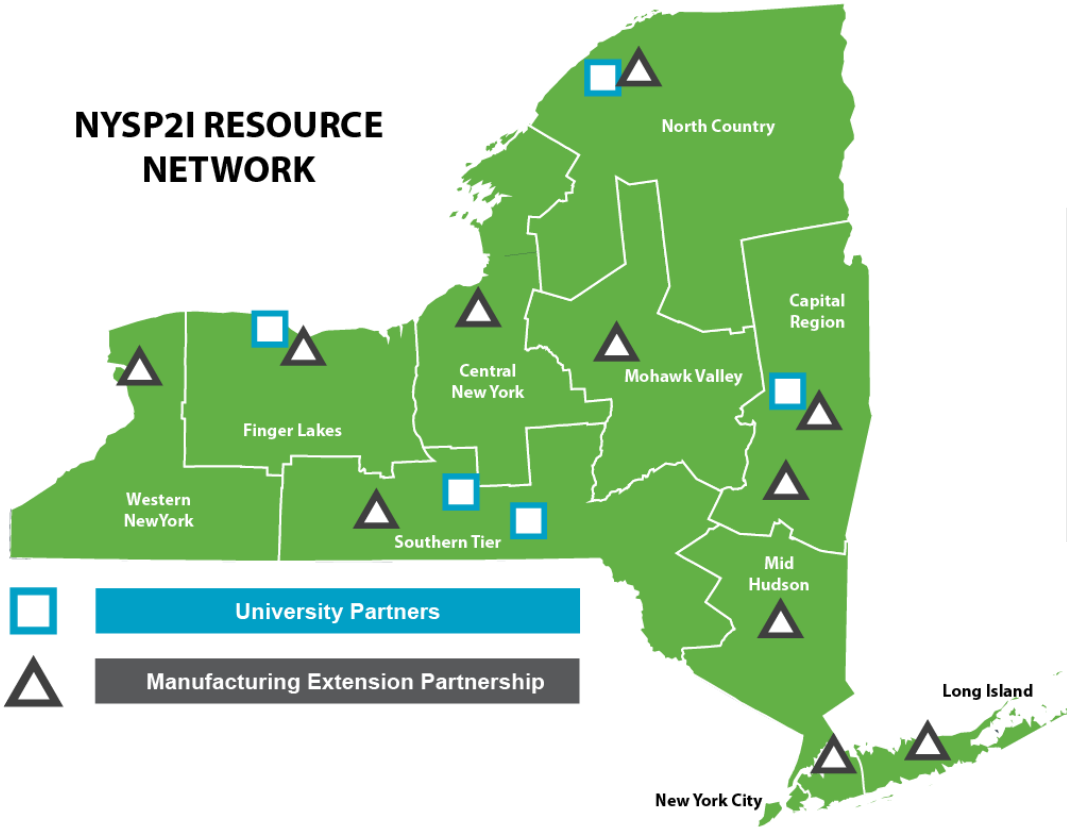 NYSP2I RESOURCE
NETWORK
North Country
Capital
Region
Central
New York
Mohawk Valley
Finger Lakes
Western
NewYork
Southern Tier
Mid
Hudson
University Partners
Manufacturing Extension Partnership
Long Island
New York City